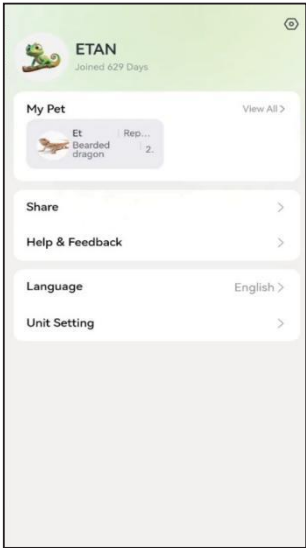 ETAN
Joined 629 Days
My Pet
View All >
Et Rep...
Bearded 2.
dragon
Share >
Help & Feedback >
Language English >
Unit Setting >